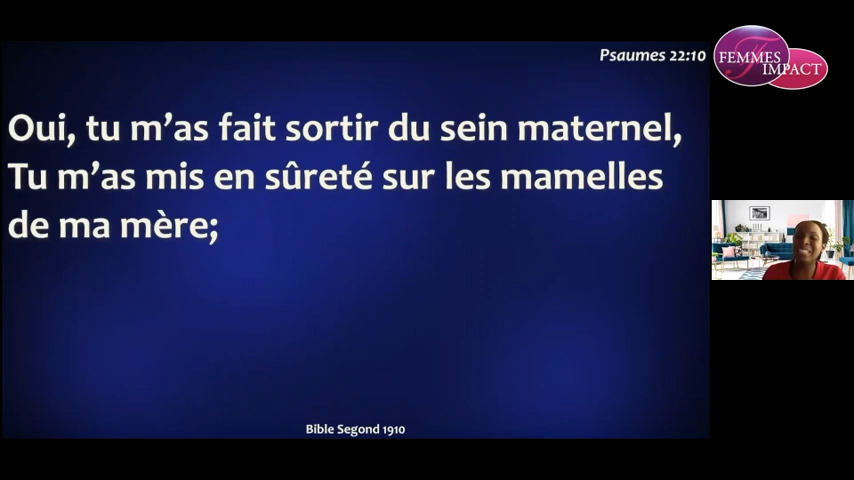 Psaumes 22:10
FEMMES
IMPACT
Oui, tu m’as fait sortir du sein maternel,
Tu m’as mis en sûreté sur les mamelles
de ma mère;
Bible Segond 1910